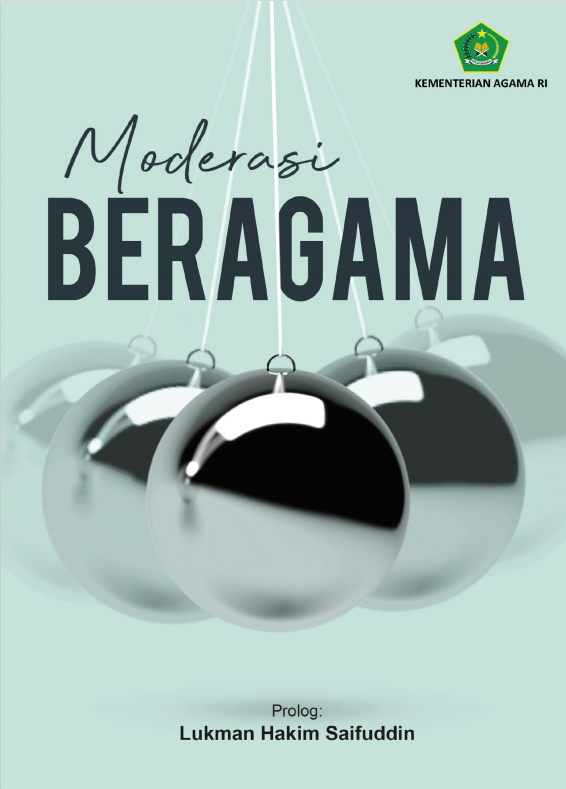 KEMENTERIAN AGAMA RI
Moderasi
BERAGAMA
Prolog:
Lukman Hakim Saifuddin